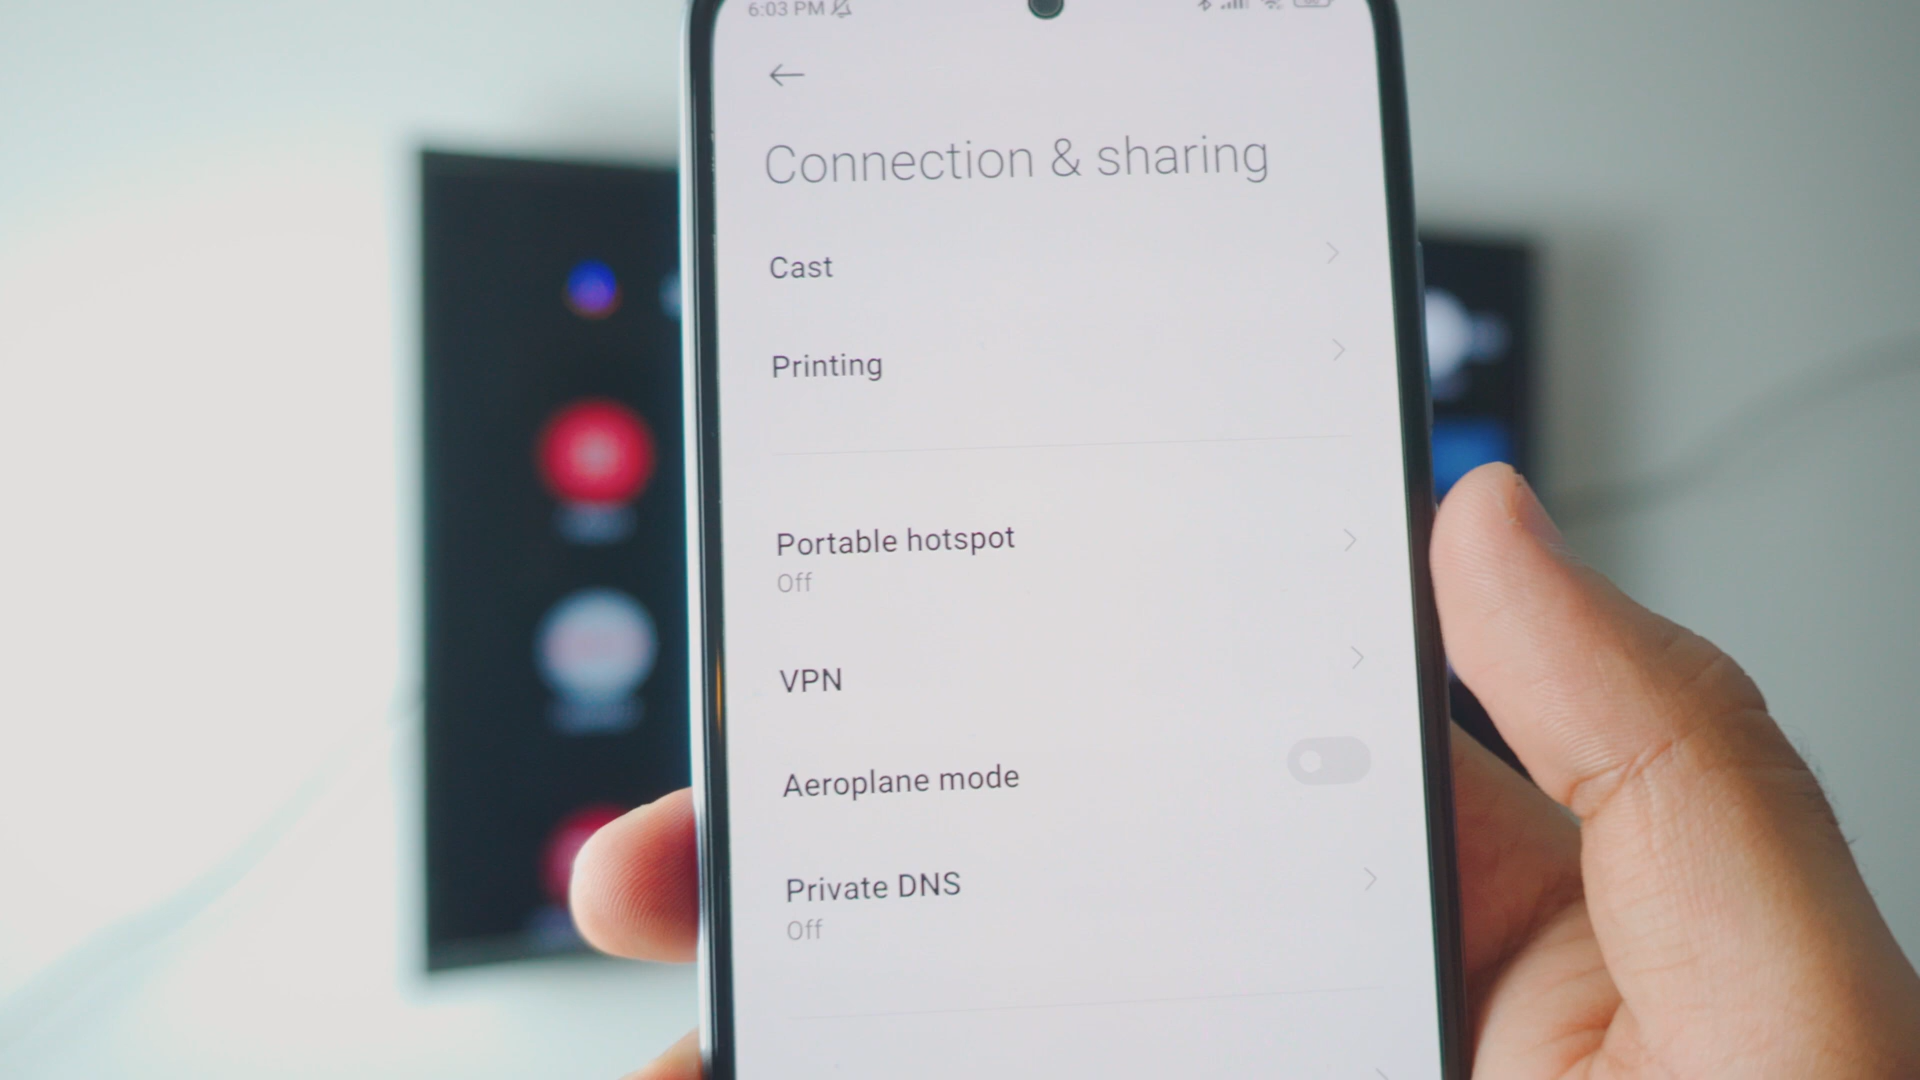 6:03 PM
Connection & sharing
Cast
Printing
Portable hotspot
Off
VPN
Aeroplane mode
Private DNS
Off